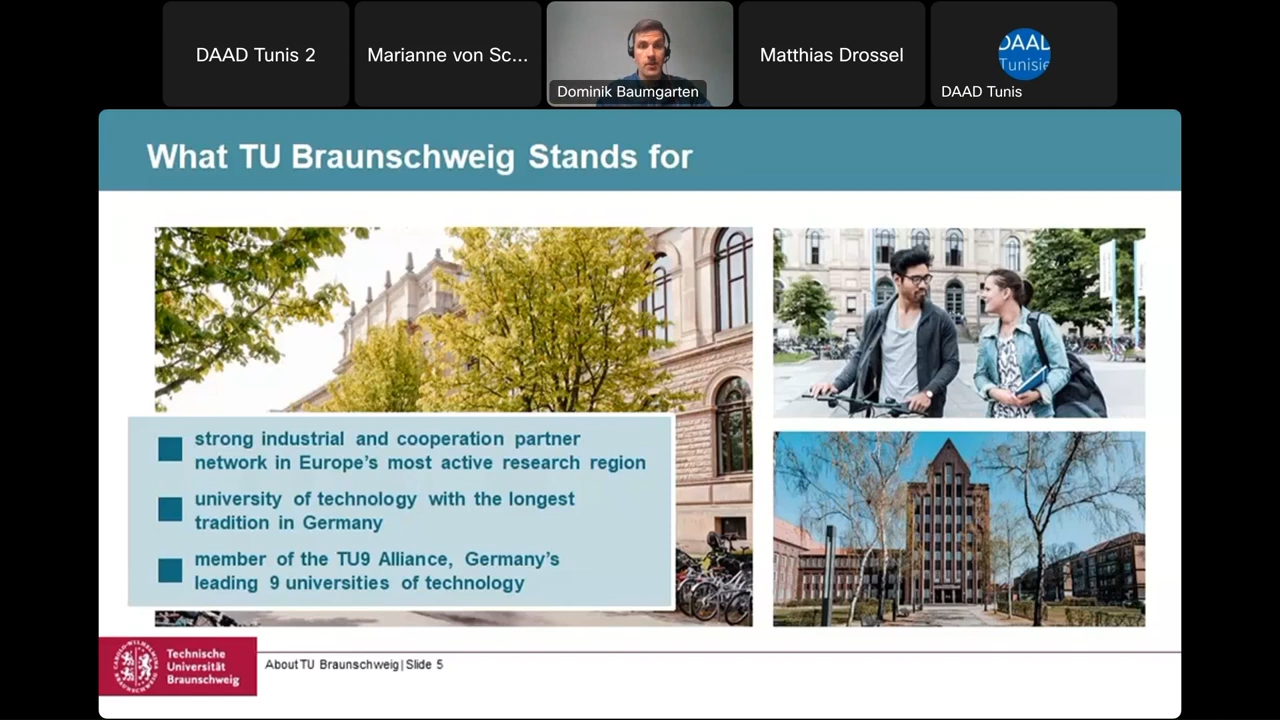 DAAD Tunis 2
Marianne von Sc...
Dominik Baumgarten
Matthias Drossel
DAAD
Tunisie
DAAD Tunis
What TU Braunschweig Stands for
strong industrial and cooperation partner
network in Europe's most active research region
university of technology with the longest
tradition in Germany
member of the TU9 Alliance, Germany's
leading 9 universities of technology
Technische
Universität
Braunschweig
About TU Braunschweig | Slide 5